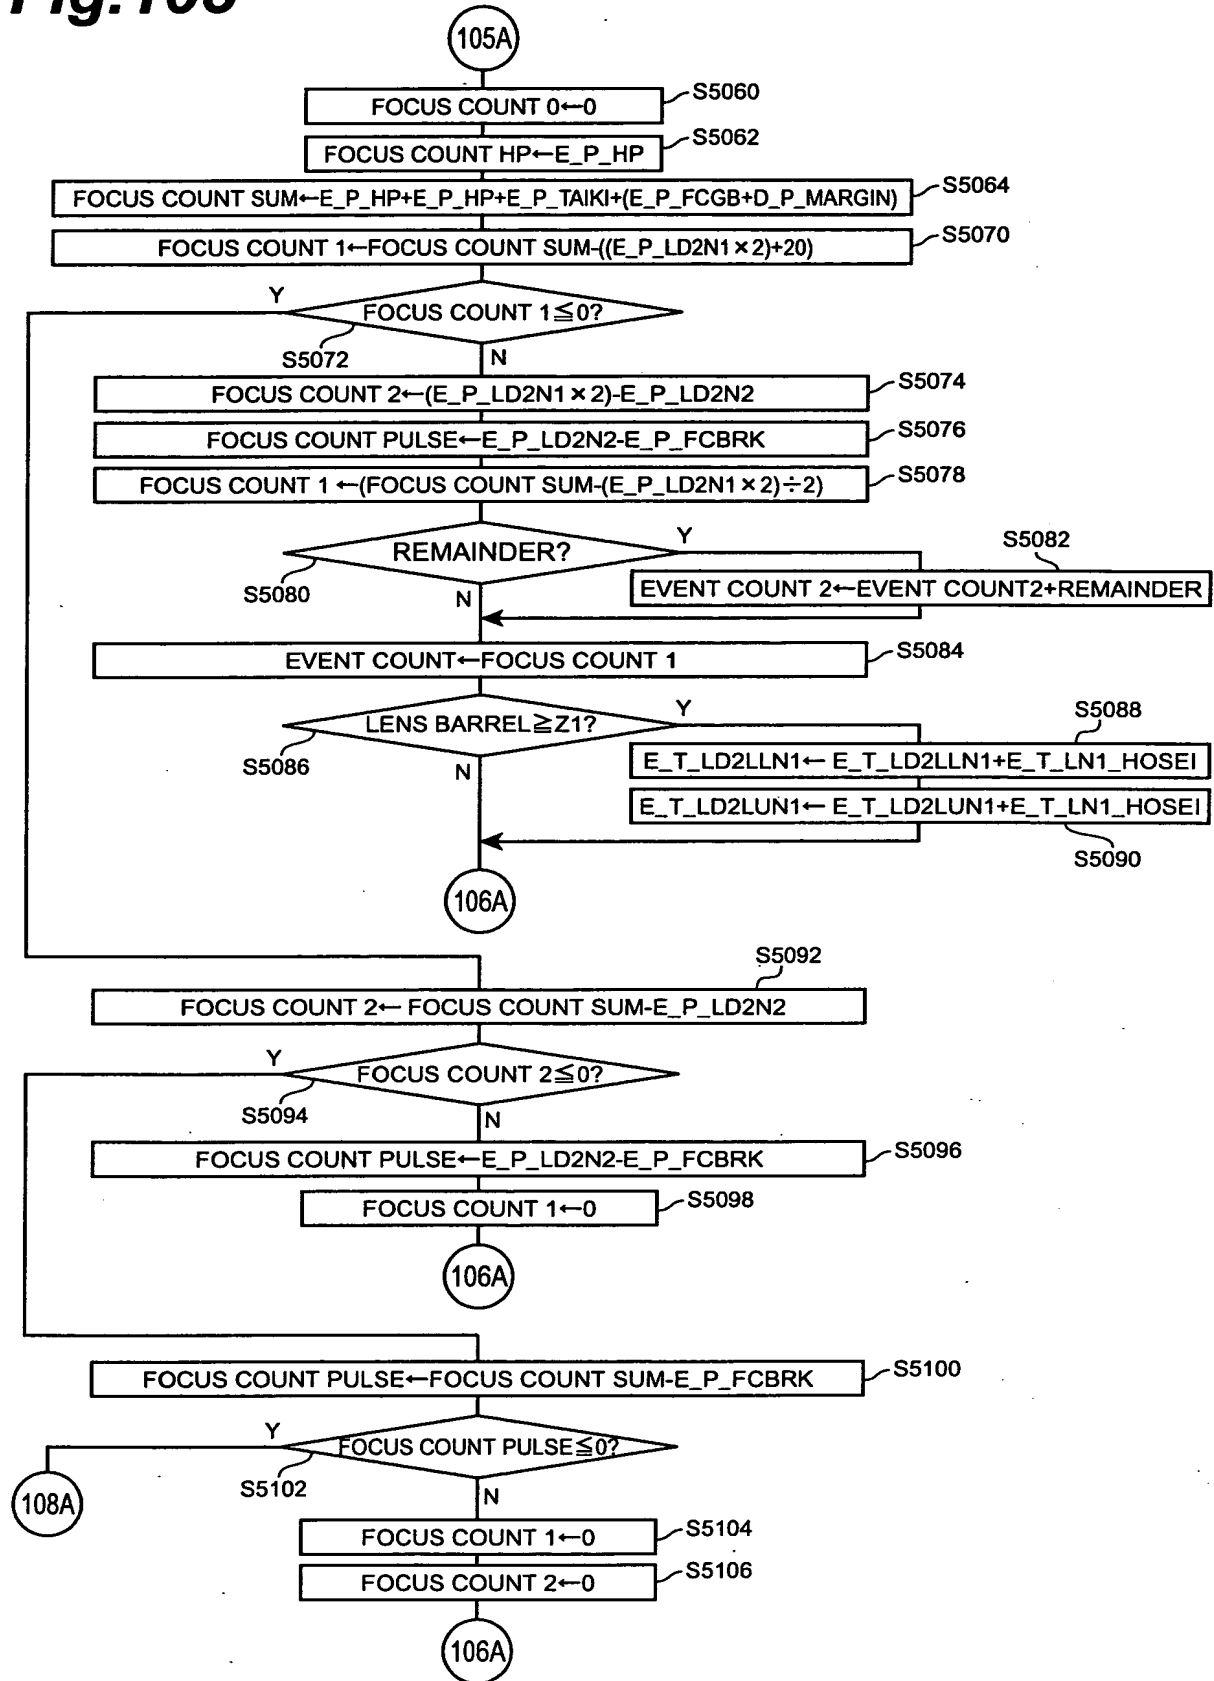 105A
S5060
FOCUS COUNT 0←0
S5062
FOCUS COUNT HP←E_P_HP
S5064
FOCUS COUNT SUM←E_P_HP+E_P_HP+E_P_TAIKI+(E_P_FCGB+D_P_MARGIN)
S5070
FOCUS COUNT 1←FOCUS COUNT SUM-((E_P_LD2N1×2)+20)
Y
FOCUS COUNT 1≦0?
S5072
N
S5074
FOCUS COUNT 2←(E_P_LD2N1×2)-E_P_LD2N2
S5076
FOCUS COUNT PULSE←E_P_LD2N2-E_P_FCBRK
S5078
FOCUS COUNT 1 ←(FOCUS COUNT SUM-(E_P_LD2N1×2)÷2)
Y
REMAINDER?
S5080
N
S5082
EVENT COUNT 2←EVENT COUNT2+REMAINDER
S5084
EVENT COUNT←FOCUS COUNT 1
Y
LENS BARREL≧Z1?
S5086
N
S5088
E_T_LD2LLN1← E_T_LD2LLN1+E_T_LN1_HOSEI
E_T_LD2LUN1← E_T_LD2LUN1+E_T_LN1_HOSEI
S5090
106A
S5092
FOCUS COUNT 2← FOCUS COUNT SUM-E_P_LD2N2
Y
FOCUS COUNT 2≦0?
S5094
N
S5096
FOCUS COUNT PULSE←E_P_LD2N2-E_P_FCBRK
S5098
FOCUS COUNT 1←0
106A
S5100
FOCUS COUNT PULSE←FOCUS COUNT SUM-E_P_FCBRK
Y
FOCUS COUNT PULSE≦0?
S5102
N
108A
S5104
FOCUS COUNT 1←0
S5106
FOCUS COUNT 2←0
106A